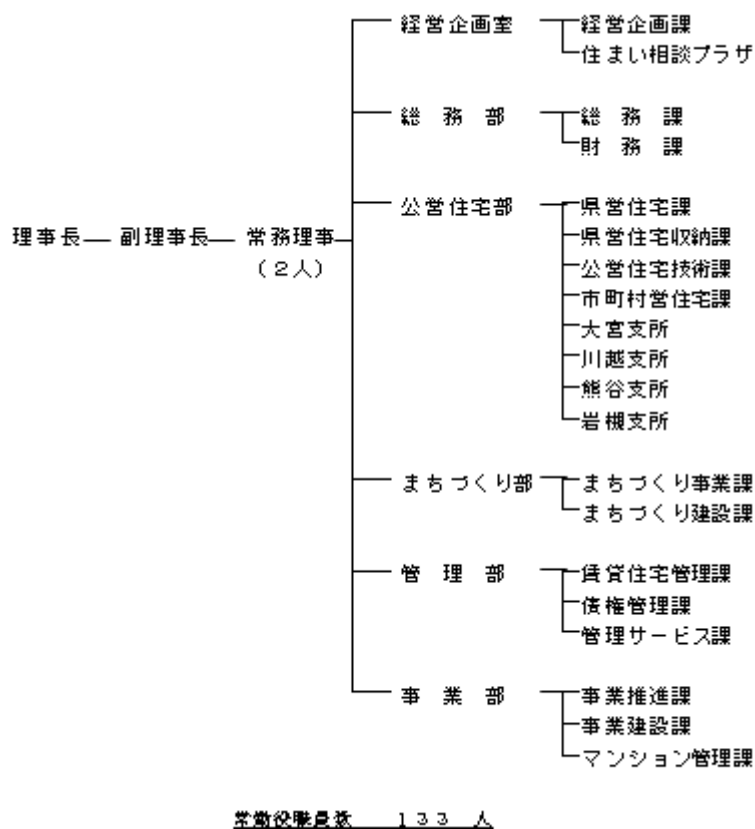 経営企画室 経営企画課
住まい相談プラザ
総 務 部 総 務 課
財 務 課
公営住宅部 県営住宅課
理事長 副理事長 常務理事 県営住宅収納課
(2人) 公営住宅技術課
市町村営住宅課
大宮支所
川越支所
熊谷支所
岩槻支所
まちづくり部 まちづくり事業課
まちづくり建設課
管 理 部 賃貸住宅管理課
債権管理課
管理サービス課
事 業 部 事業推進課
事業建設課
マンション管理課
常勤役職員数 133 人